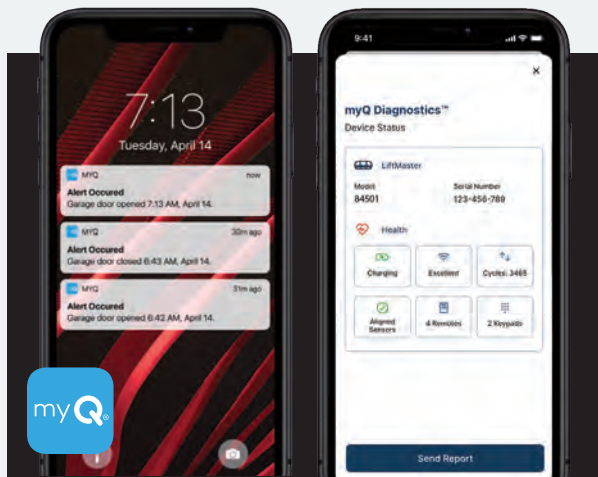 7:13
Tuesday, April 14
MYQ now
Alert Occured
Garage door opened 7:13 AM, April 14.
MYQ 30m ago
Alert Occured
Garage door closed 6:43 AM, April 14.
MYQ 31m ago
Alert Occured
Garage door opened 6:42 AM, April 14.
myQ®
9:41
myQ Diagnostics™
Device Status
LiftMaster
Model Serial Number
84501 123-456-789
Health
Charging Excellent Cycles: 3465
Aligned Sensors 4 Remotes 2 Keypads
Send Report